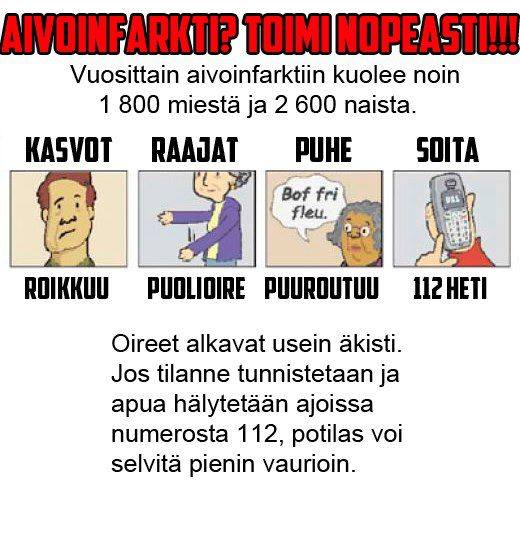 AIVOINFARKTI? TOIMI NOPEASTI!!!
Vuosittain aivoinfarktiin kuolee noin
1 800 miestä ja 2 600 naista.
KASVOT RAAJAT PUHE SOITA
Bof fri
fleu.
ROIKKUU PUOLIOIRE PUUROUTUU 112 HETI
Oireet alkavat usein äkisti.
Jos tilanne tunnistetaan ja
apua hälytetään ajoissa
numerosta 112, potilas voi
selvitä pienin vaurioin.